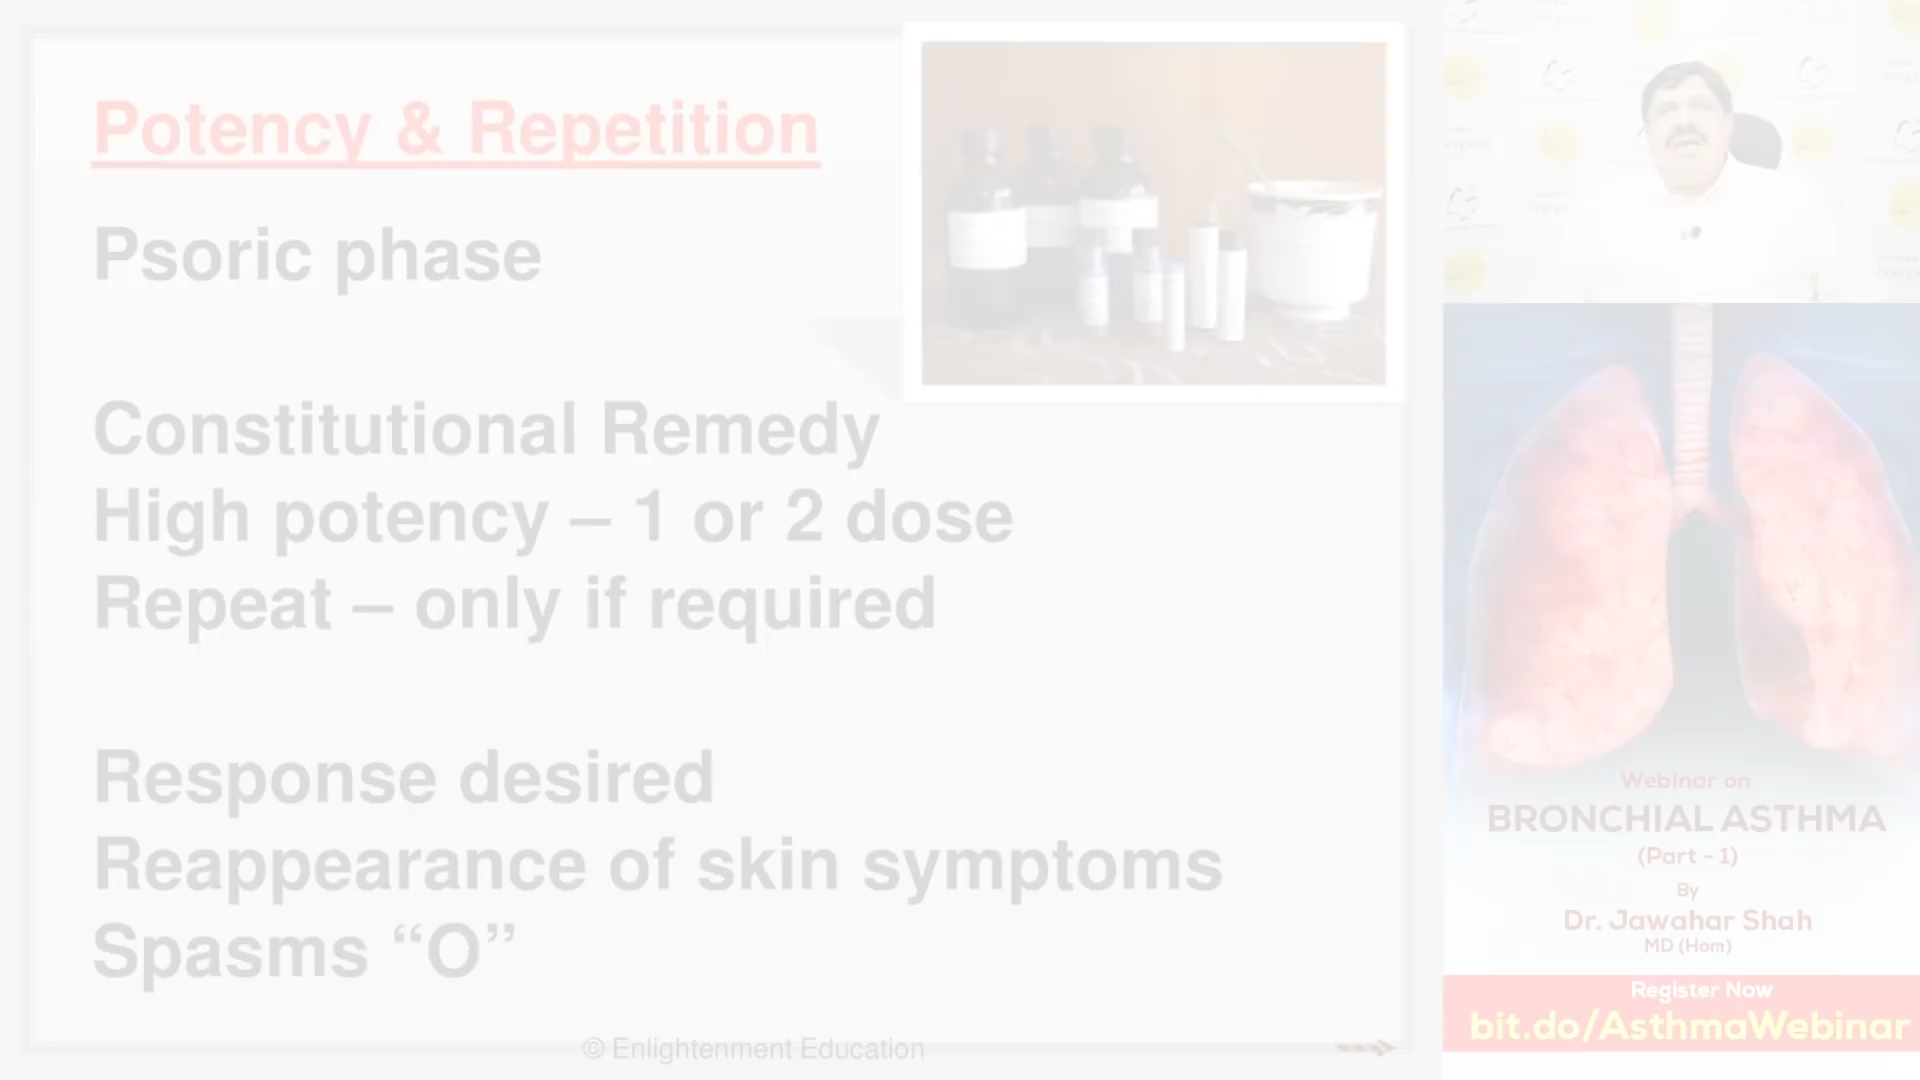 Potency & Repetition
Psoric phase
Constitutional Remedy
High potency – 1 or 2 dose
Repeat – only if required
Response desired
Reappearance of skin symptoms
Spasms “O”
© Enlightenment Education
Webinar on
BRONCHIAL ASTHMA
(Part - 1)
By
Dr. Jawahar Shah
MD (Hom)
Register Now
bit.do/AsthmaWebinar